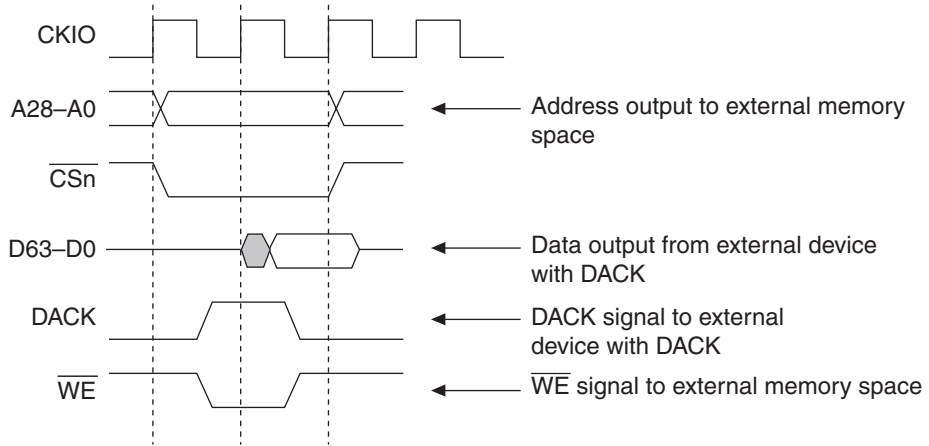 CKIO
A28–A0
Address output to external memory
space
CSn
D63–D0
Data output from external device
with DACK
DACK
DACK signal to external
device with DACK
WE
WE signal to external memory space